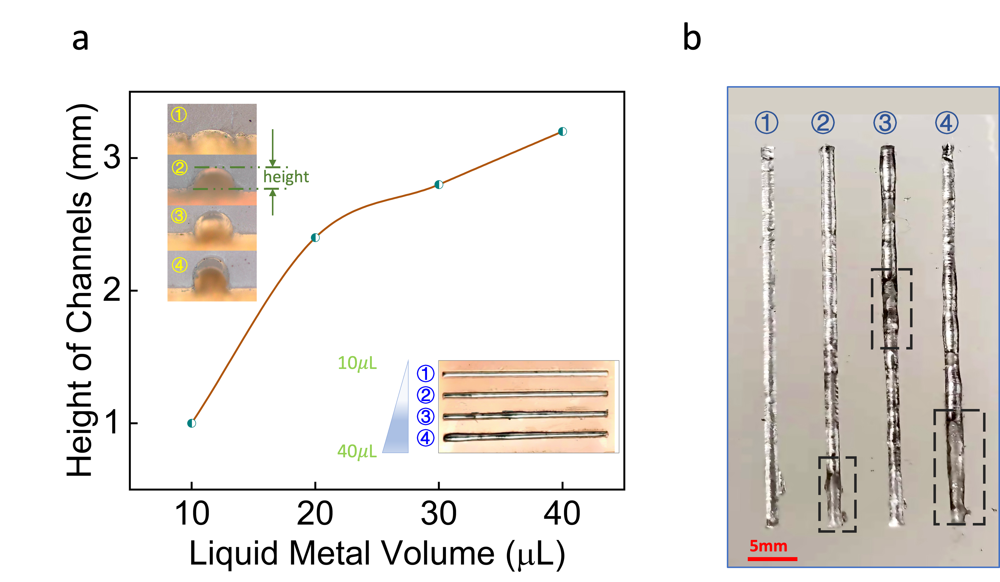 a
b
Height of Channels (mm)
3
2
1
①
②
③
④
height
10μL
40μL
①
②
③
④
10 20 30 40
Liquid Metal Volume (μL)
① ② ③ ④
5mm